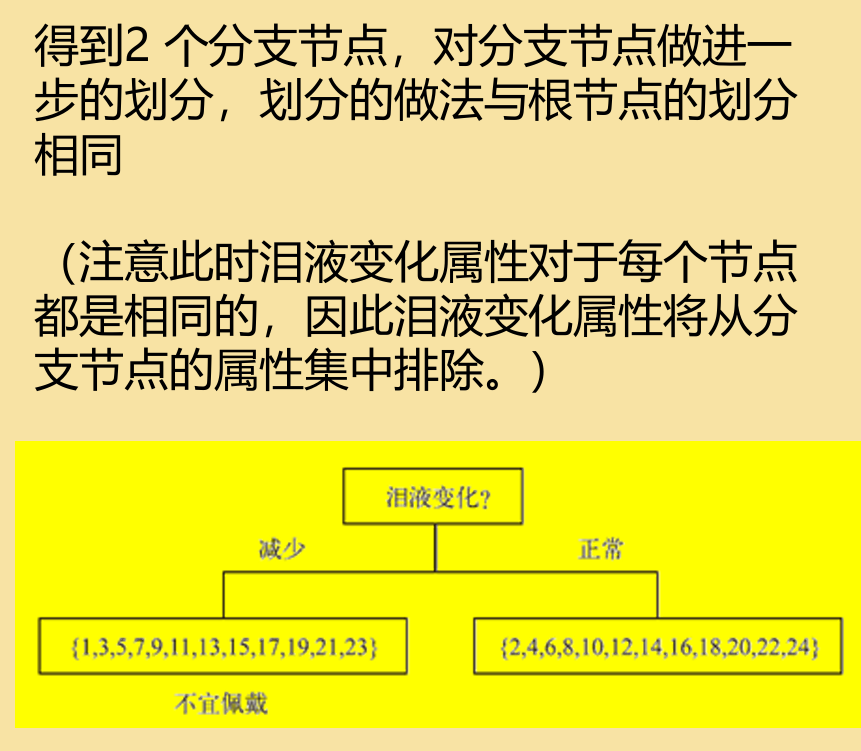 得到2 个分支节点，对分支节点做进一
步的划分，划分的做法与根节点的划分
相同
（注意此时泪液变化属性对于每个节点
都是相同的，因此泪液变化属性将从分
支节点的属性集中排除。）
泪液变化?
减少
正常
{1,3,5,7,9,11,13,15,17,19,21,23}
{2,4,6,8,10,12,14,16,18,20,22,24}
不宜佩戴